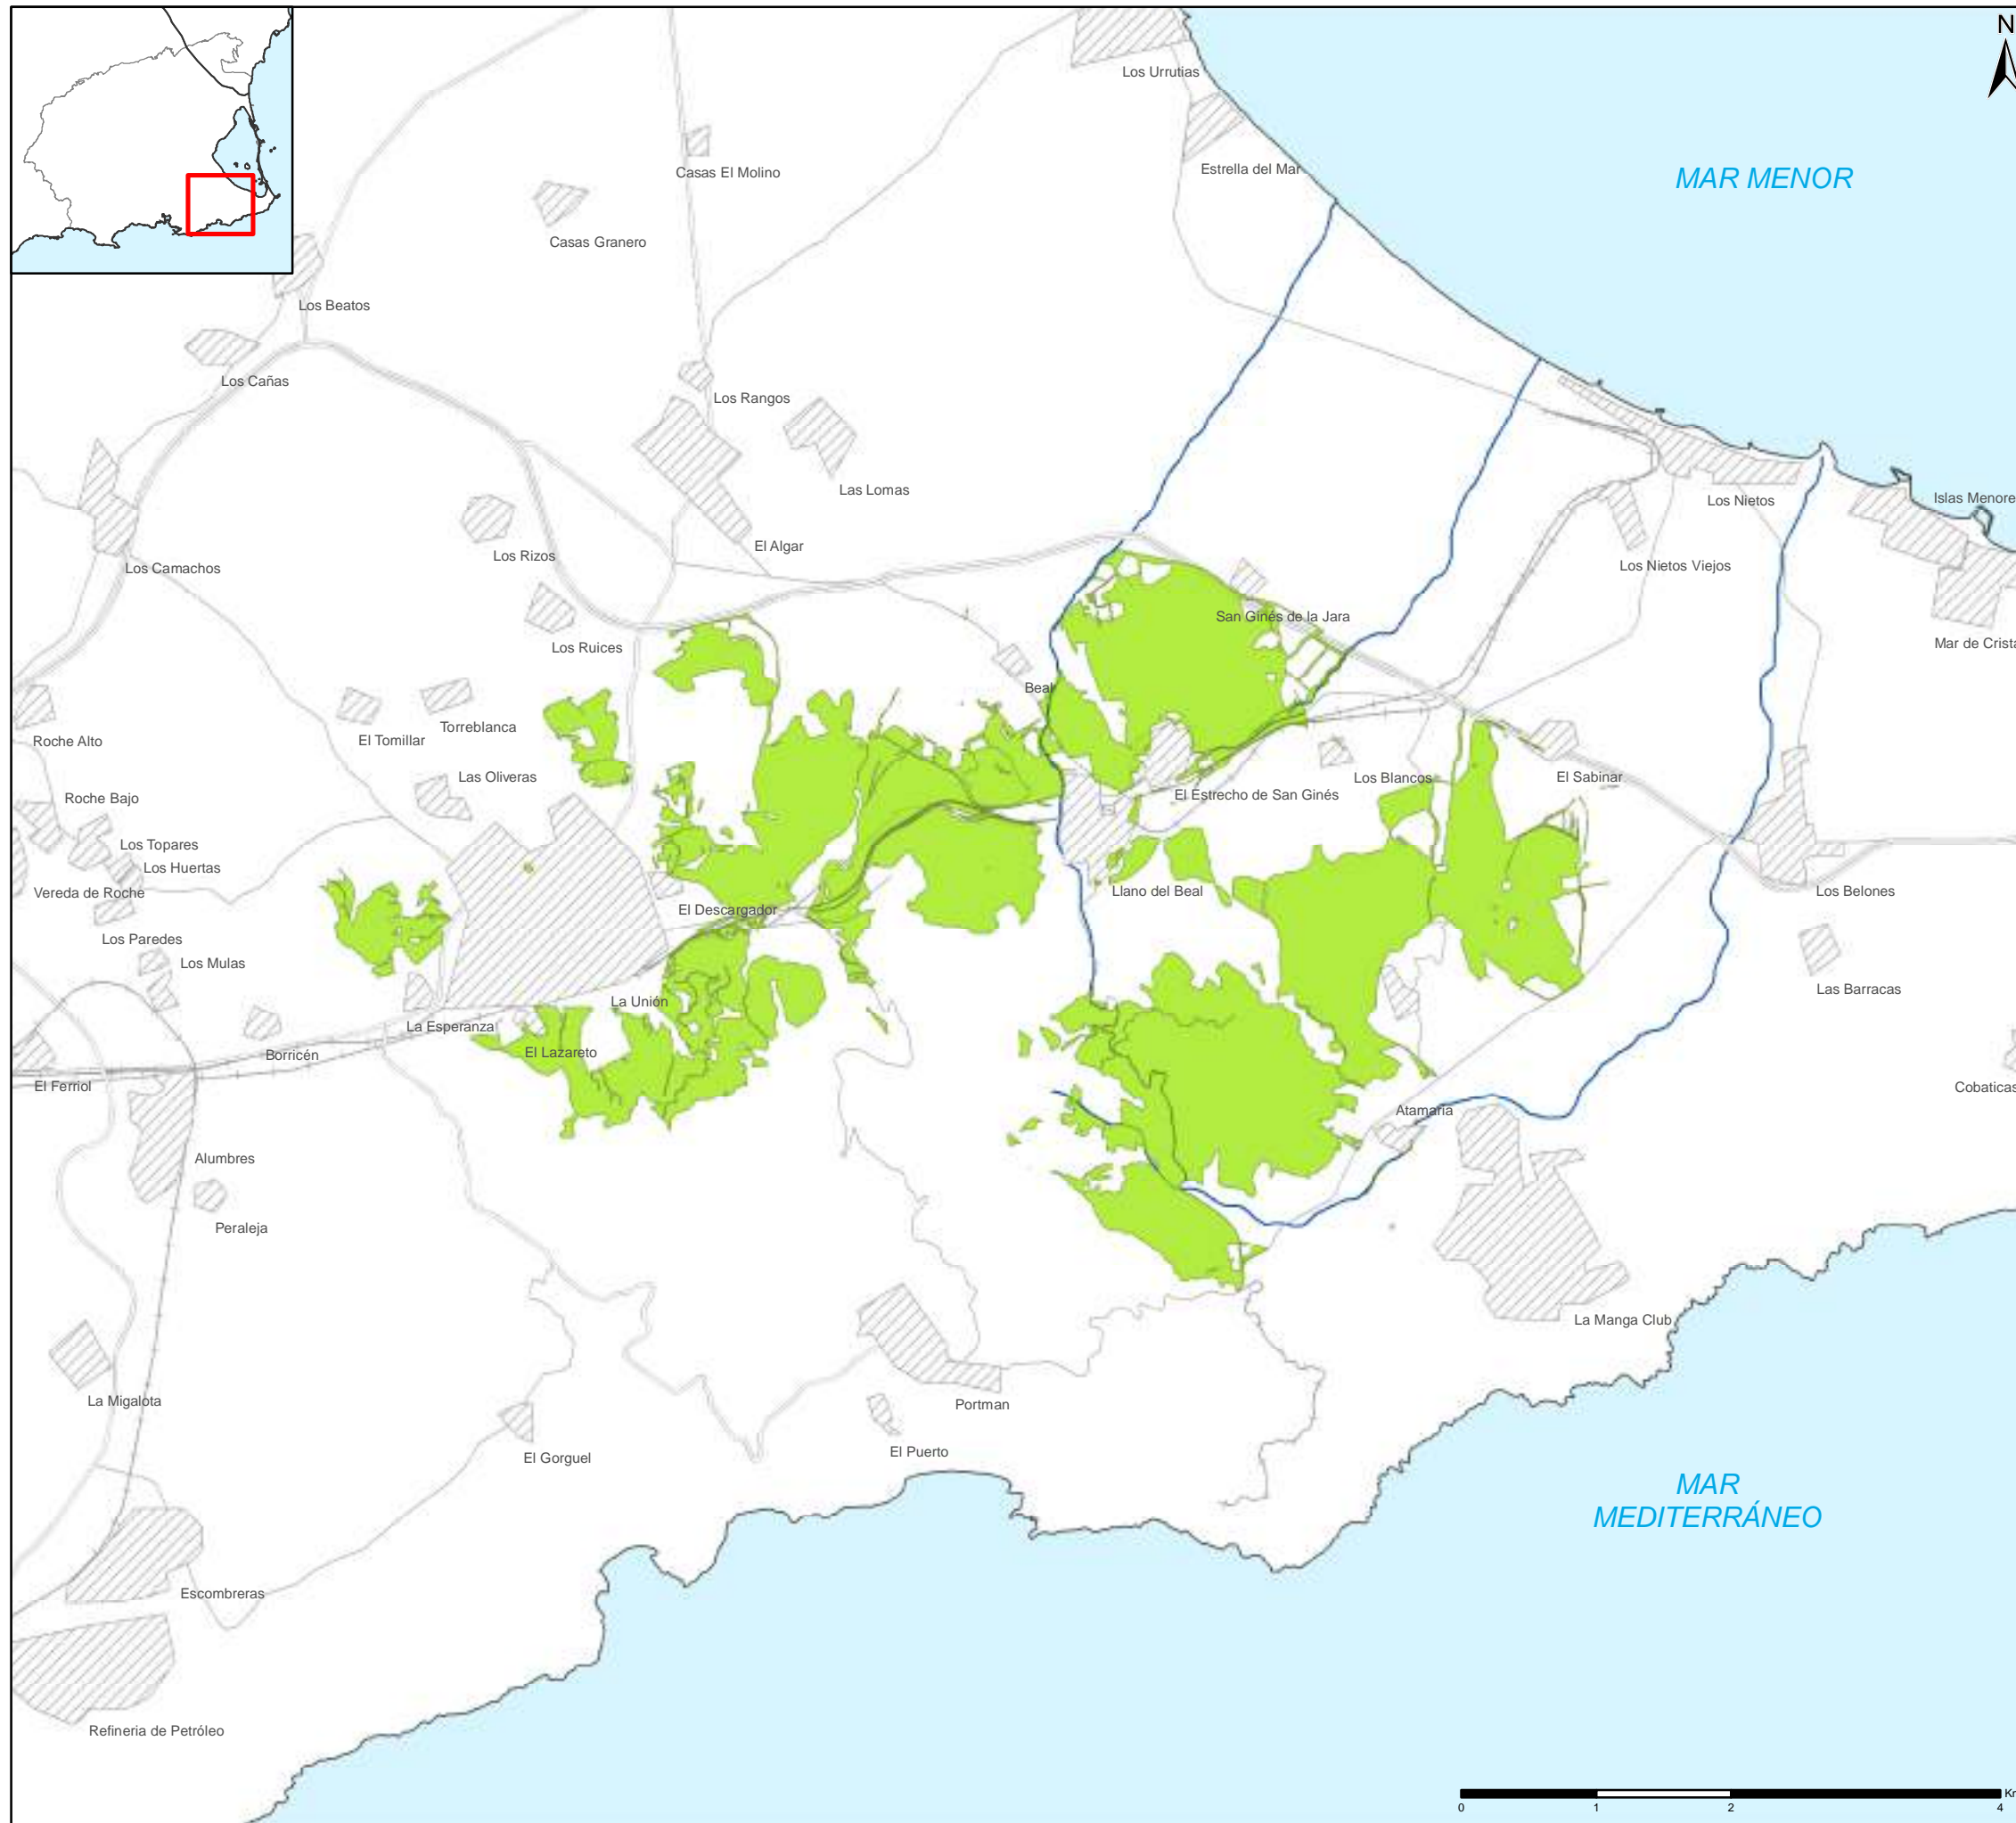 N
Los Urrutias
Estrella del Mar
MAR MENOR
Casas El Molino
Casas Granero
Los Beatos
Los Cañas
Los Rangos
Las Lomas
El Algar
Los Rizos
Los Camachos
Los Ruices
Los Nietos
Islas Menore
Los Nietos Viejos
San Ginés de la Jara
Mar de Crista
Beal
Roche Alto
El Tomillar
Torreblanca
Las Oliveras
Roche Bajo
Los Blancos
El Sabinar
El Estrecho de San Ginés
Los Topares
Los Huertas
Vereda de Roche
Llano del Beal
Los Belones
El Descargador
Los Paredes
Los Mulas
Las Barracas
La Unión
La Esperanza
El Lazareto
Borricén
El Ferriol
Cobaticas
Atamaria
Alumbres
Peraleja
La Manga Club
La Migalota
Portman
El Puerto
El Gorguel
MAR
MEDITERRÁNEO
Escombreras
Refineria de Petróleo
0 1 2 4